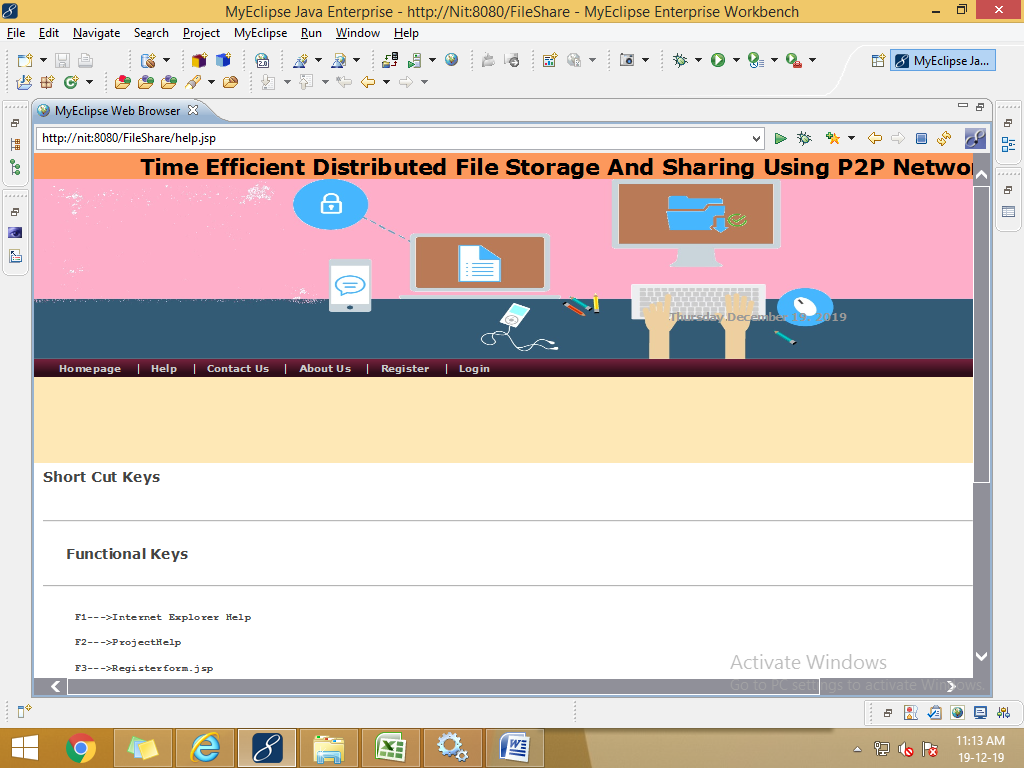 MyEclipse Java Enterprise - http://Nit:8080/FileShare - MyEclipse Enterprise Workbench
File Edit Navigate Search Project MyEclipse Run Window Help
2.0
MyEclipse Ja...
MyEclipse Web Browser
http://nit:8080/FileShare/help.jsp
Time Efficient Distributed File Storage And Sharing Using P2P Netwo
Thursday,December 19, 2019
Homepage | Help | Contact Us | About Us | Register | Login
Short Cut Keys
Functional Keys
F1--->Internet Explorer Help
F2--->ProjectHelp
F3--->Registerform.jsp
Activate Windows
Go to PC settings to activate Windows.
11:13 AM
19-12-19